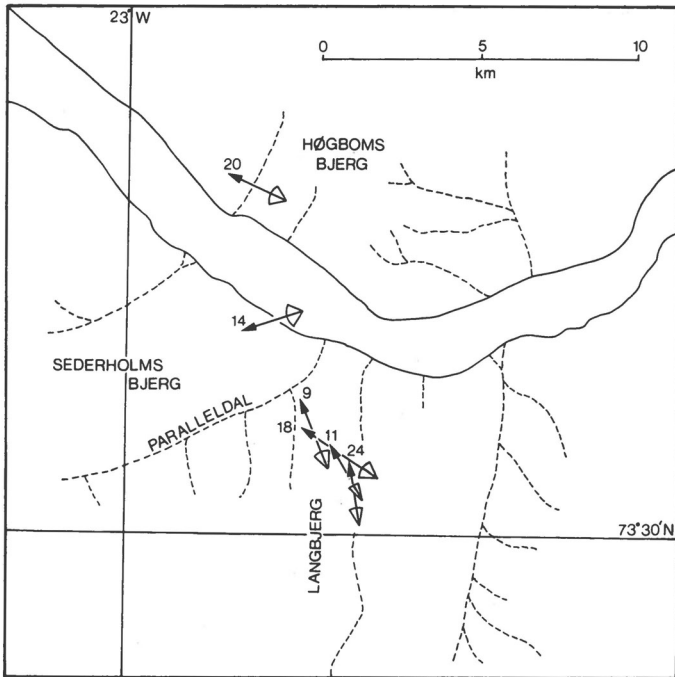 23° W
0 5 10
km
HØGBOMS
BJERG
20
14
SEDERHOLMS
BJERG
PARALLELDAL
9
18
11
24
LANGBJERG
73°30'N